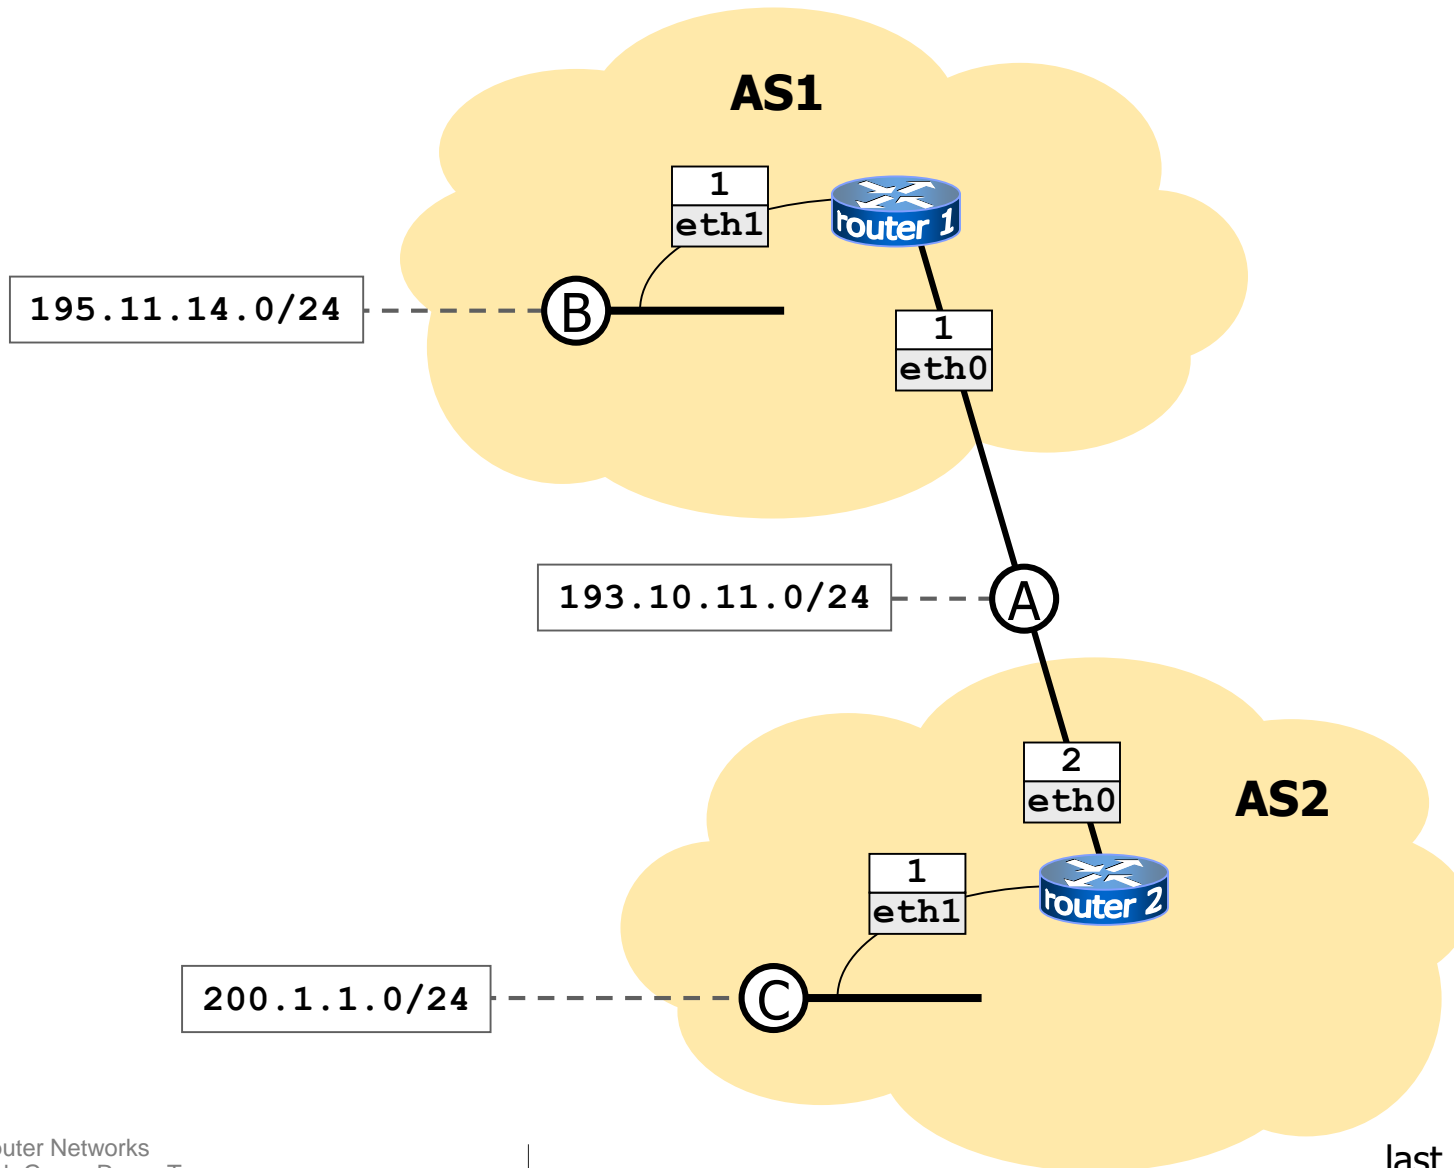 AS1
1
eth1
router 1
195.11.14.0/24
B
1
eth0
193.10.11.0/24
A
2
eth0
AS2
1
eth1
router 2
200.1.1.0/24
C
Networks
last